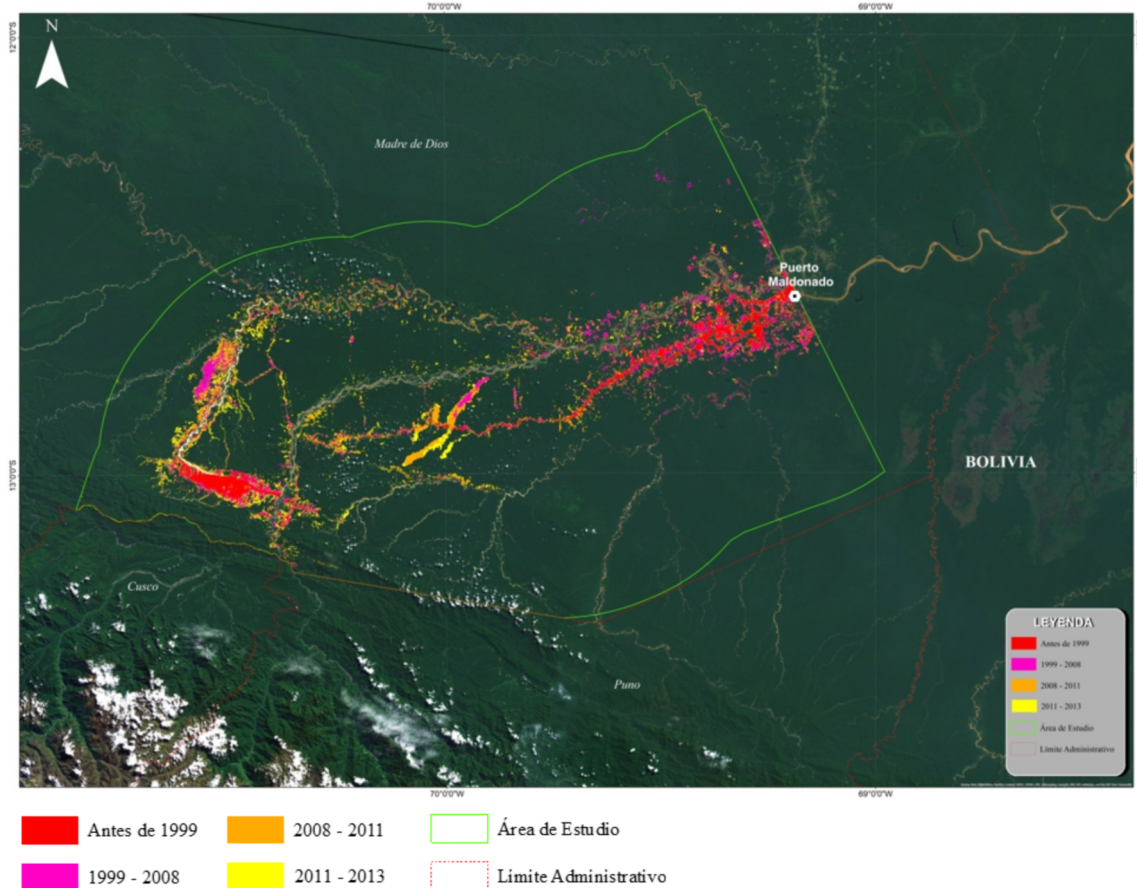 70°0'0"W
69°0'0"W
12°0'0"S
N
Madre de Dios
Puerto
Maldonado
13°0'0"S
BOLIVIA
Cusco
Puno
LEYENDA
Antes de 1999
1999 - 2008
2008 - 2011
2011 - 2013
Área de Estudio
Límite Administrativo
70°0'0"W
69°0'0"W
Antes de 1999
2008 - 2011
Área de Estudio
1999 - 2008
2011 - 2013
Limite Administrativo